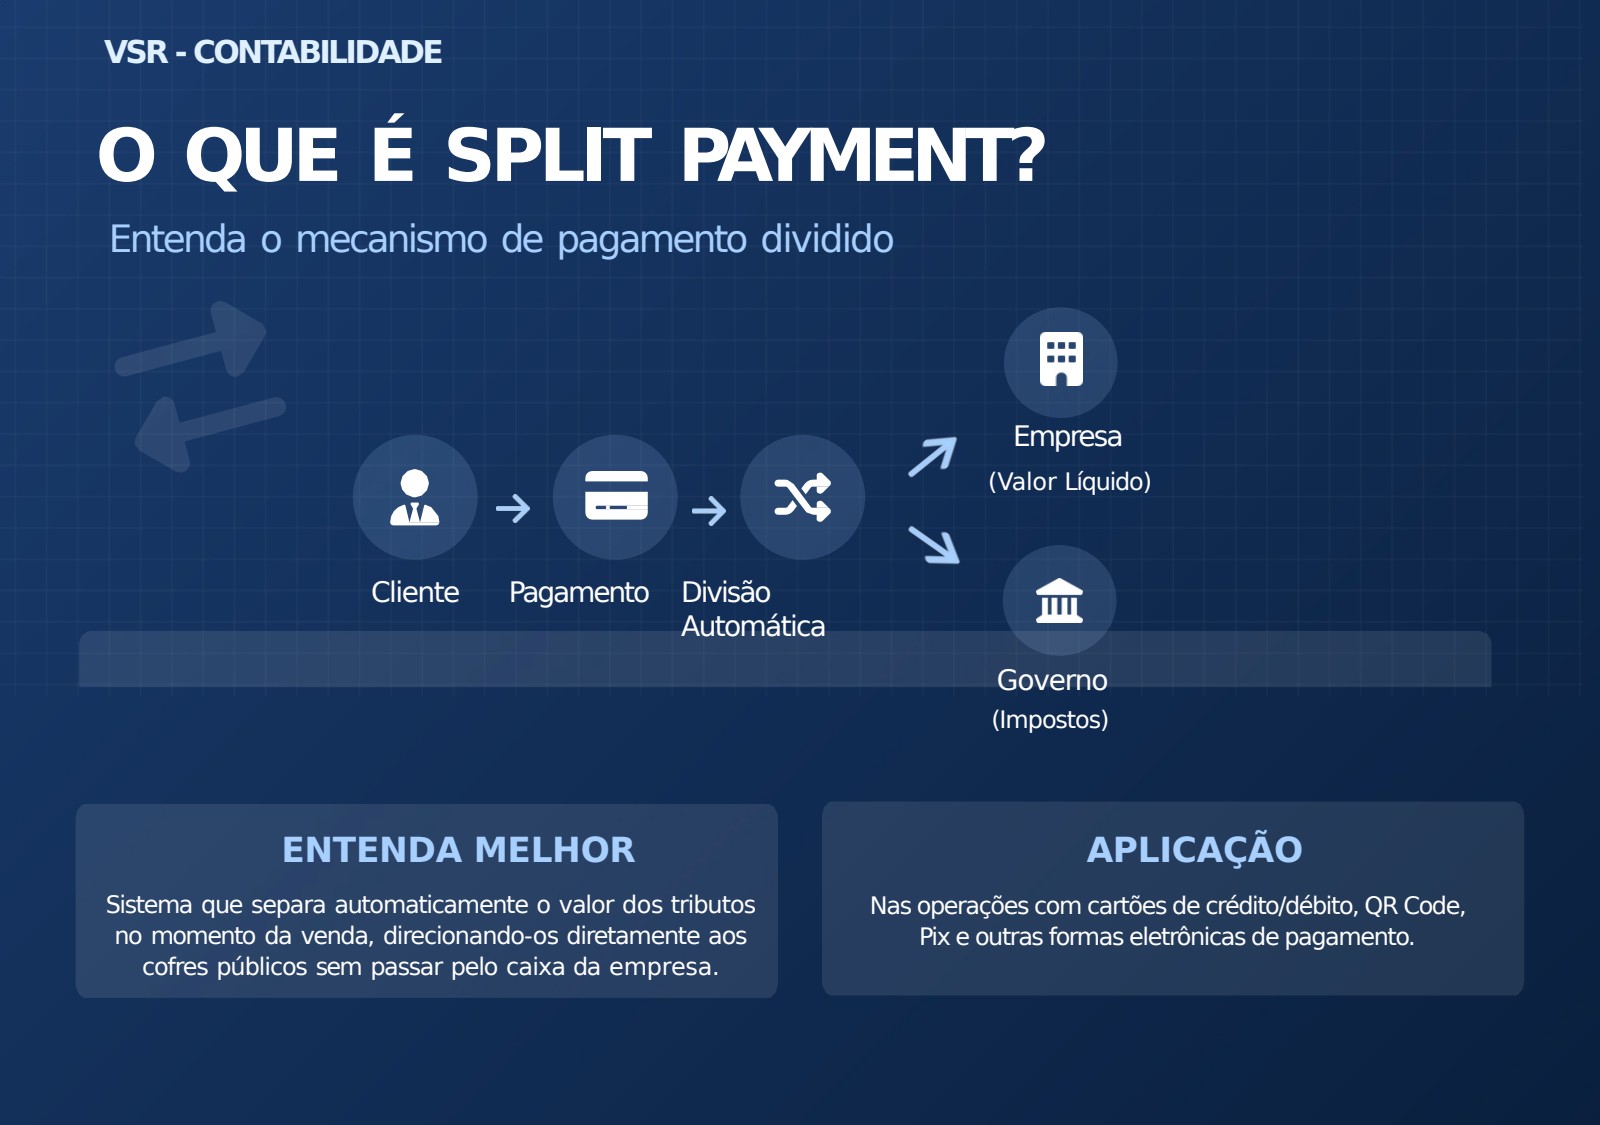 VSR - CONTABILIDADE
O QUE É SPLIT PAYMENT?
Entenda o mecanismo de pagamento dividido
Empresa
(Valor Líquido)
Cliente
Pagamento
Divisão
Automática
Governo
(Impostos)
ENTENDA MELHOR
Sistema que separa automaticamente o valor dos tributos
no momento da venda, direcionando-os diretamente aos
cofres públicos sem passar pelo caixa da empresa.
APLICAÇÃO
Nas operações com cartões de crédito/débito, QR Code,
Pix e outras formas eletrônicas de pagamento.